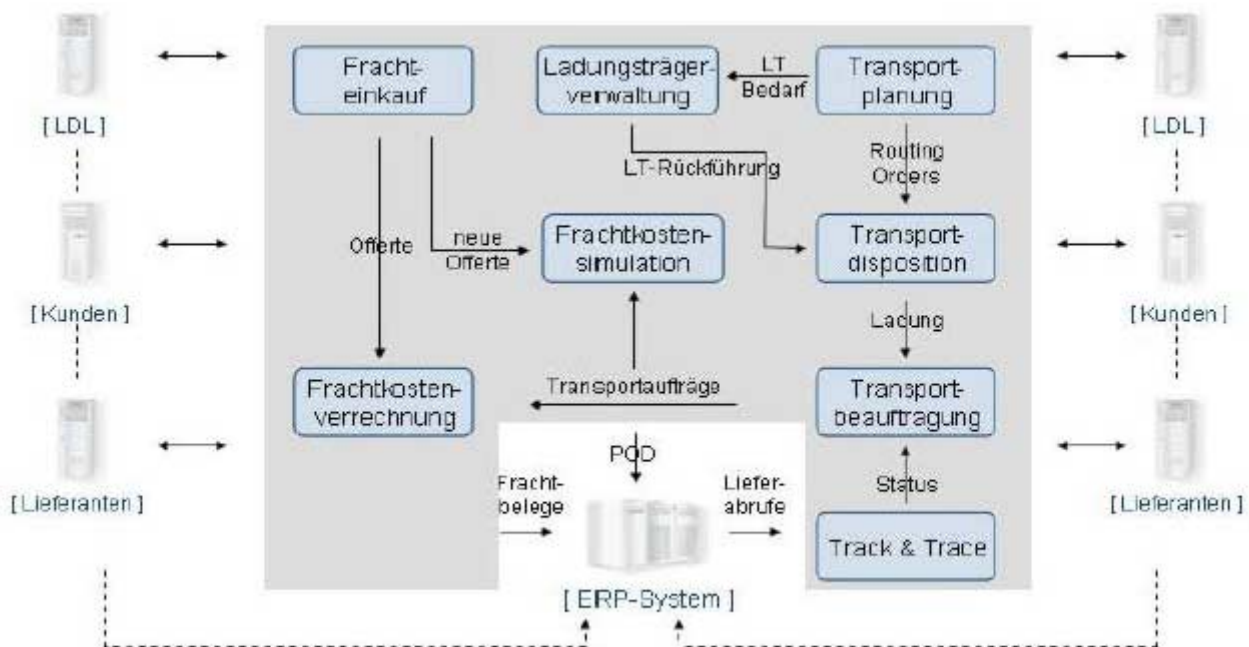 Fracht-
einkauf
Ladungsträger-
verwaltung
LT
Bedarf
Transport-
planung
[ LDL ]
[ LDL ]
LT-Rückführung
Routing
Orders
Offerte
neue
Offerte
Frachtkosten-
simulation
Transport-
disposition
[ Kunden ]
[ Kunden ]
Ladung
Frachtkosten-
verrechnung
Transportaufträge
Transport-
beauftragung
POD
Fracht-
belege
Liefer-
abrufe
Status
[ Lieferanten ]
[ Lieferanten ]
Track & Trace
[ ERP-System ]